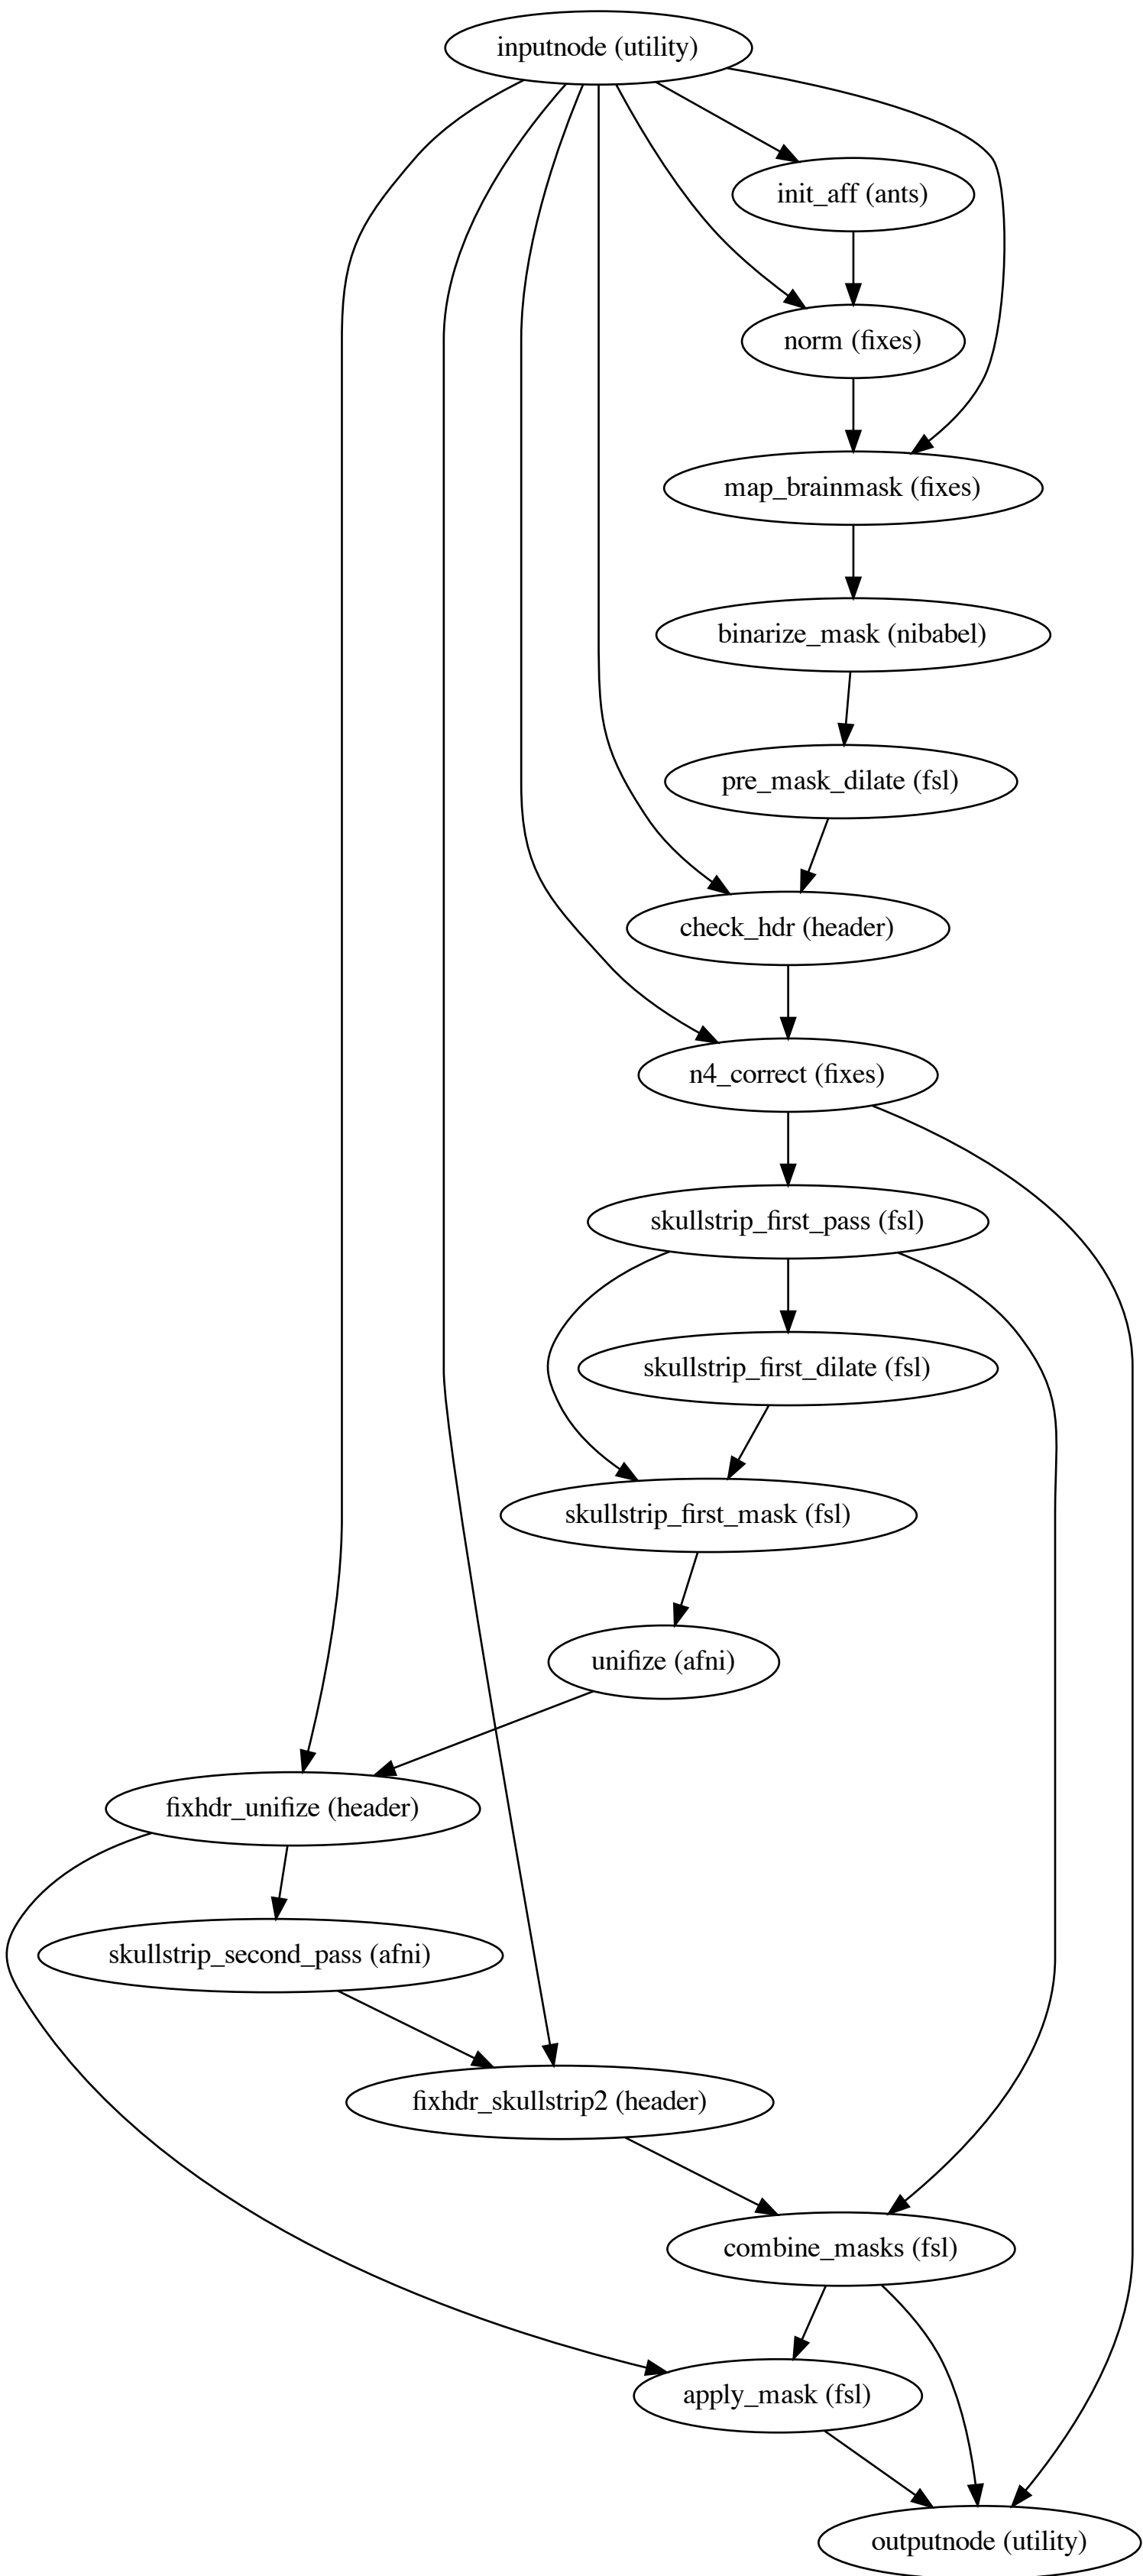 inputnode (utility)
init_aff (ants)
norm (fixes)
map_brainmask (fixes)
binarize_mask (nibabel)
pre_mask_dilate (fsl)
check_hdr (header)
n4_correct (fixes)
skullstrip_first_pass (fsl)
skullstrip_first_dilate (fsl)
skullstrip_first_mask (fsl)
unifize (afni)
fixhdr_unifize (header)
skullstrip_second_pass (afni)
fixhdr_skullstrip2 (header)
combine_masks (fsl)
apply_mask (fsl)
outputnode (utility)